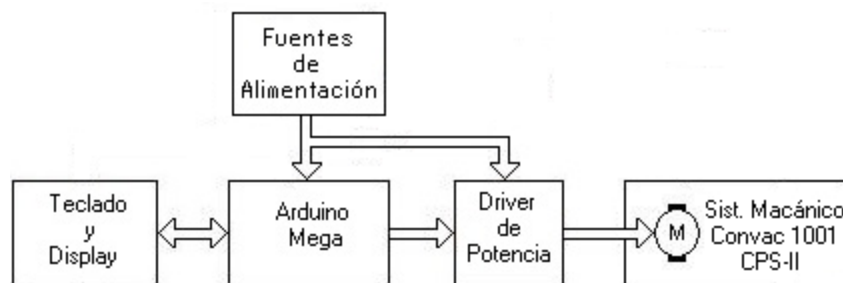 Fuentes
de
Alimentación
Teclado
y
Display
Arduino
Mega
Driver
de
Potencia
M
Sist. Macánico
Convac 1001
CPS-II